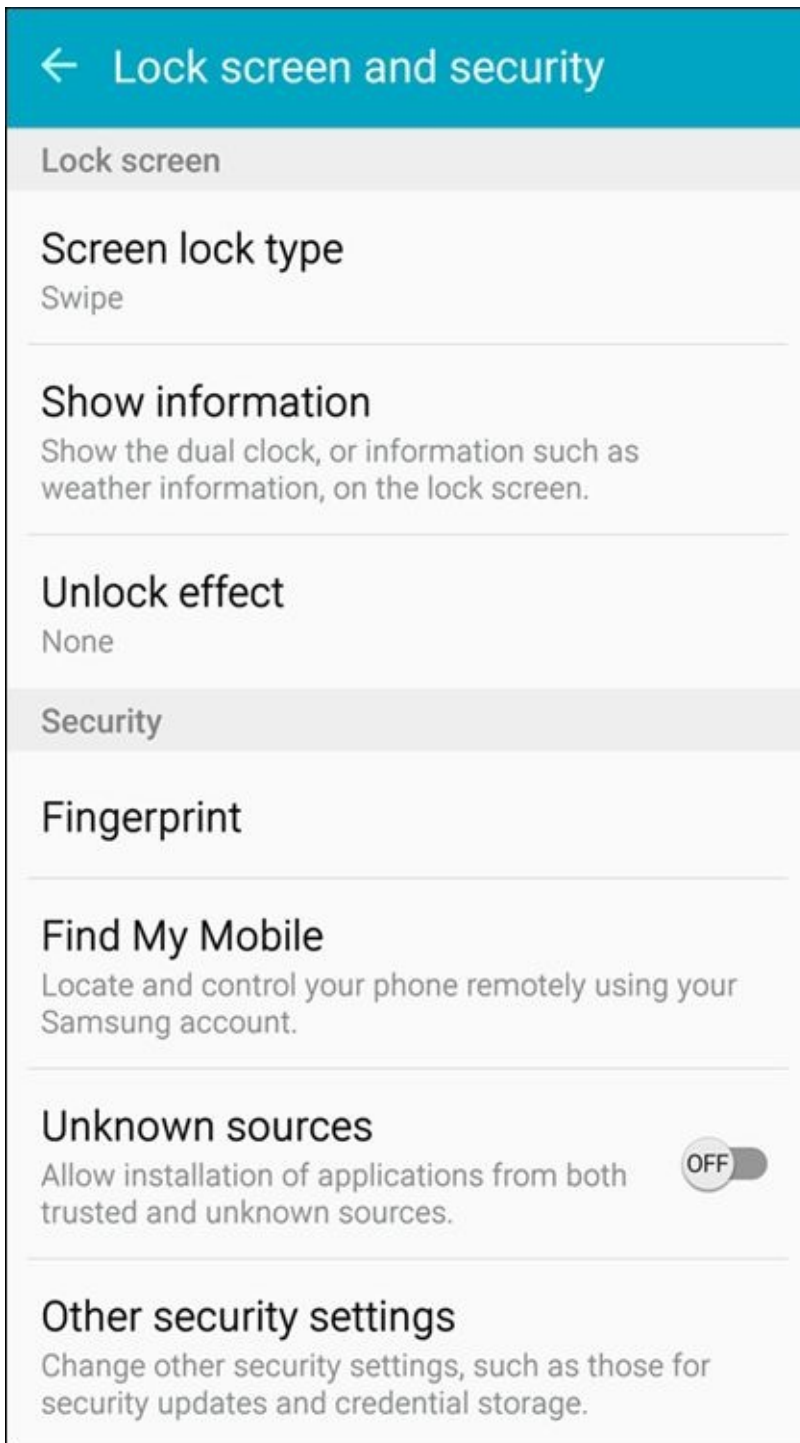 Lock screen and security
Lock screen
Screen lock type
Swipe
Show information
Show the dual clock, or information such as
weather information, on the lock screen.
Unlock effect
None
Security
Fingerprint
Find My Mobile
Locate and control your phone remotely using your
Samsung account.
Unknown sources
Allow installation of applications from both
trusted and unknown sources.
OFF
Other security settings
Change other security settings, such as those for
security updates and credential storage.